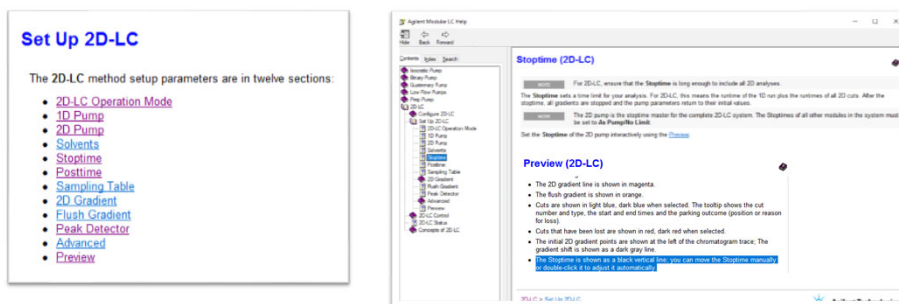 Set Up 2D-LC
The 2D-LC method setup parameters are in twelve sections:
2D-LC Operation Mode
1D Pump
2D Pump
Solvents
Stoptime
Posttime
Sampling Table
2D Gradient
Flush Gradient
Peak Detector
Advanced
Preview
Agilent Modular LC Help
Hide Back Forward
Contents Index Search
Isocratic Pump
Binary Pump
Quaternary Pump
Low Flow Pumps
Prep Pump
2D-LC
Configure 2D-LC
Set Up 2D-LC
2D-LC Operation Mode
1D Pump
2D Pump
Solvents
Stoptime
Posttime
Sampling Table
2D Gradient
Flush Gradient
Peak Detector
Advanced
Preview
2D-LC Control
2D-LC Status
Concepts of 2D-LC
Stoptime (2D-LC)
NOTE For 2D-LC, ensure that the Stoptime is long enough to include all 2D analyses.
The Stoptime sets a time limit for your analysis. For 2D-LC, this means the runtime of the 1D run plus the runtimes of all 2D cuts. After the
stoptime, all gradients are stopped and the pump parameters return to their initial values.
NOTE The 2D pump is the stoptime master for the complete 2D-LC system. The Stoptimes of all other modules in the system must
be set to As Pump/No Limit.
Set the Stoptime of the 2D pump interactively using the Preview.
Preview (2D-LC)
The 2D gradient line is shown in magenta.
The flush gradient is shown in orange.
Cuts are shown in light blue, dark blue when selected. The tooltip shows the cut
number and type, the start and end times and the parking outcome (position or reason
for loss).
Cuts that have been lost are shown in red, dark red when selected.
The initial 2D gradient points are shown at the left of the chromatogram trace; The
gradient shift is shown as a dark gray line.
The Stoptime is shown as a black vertical line; you can move the Stoptime manually
or double-click it to adjust it automatically.
2D-LC > Set Up 2D-LC